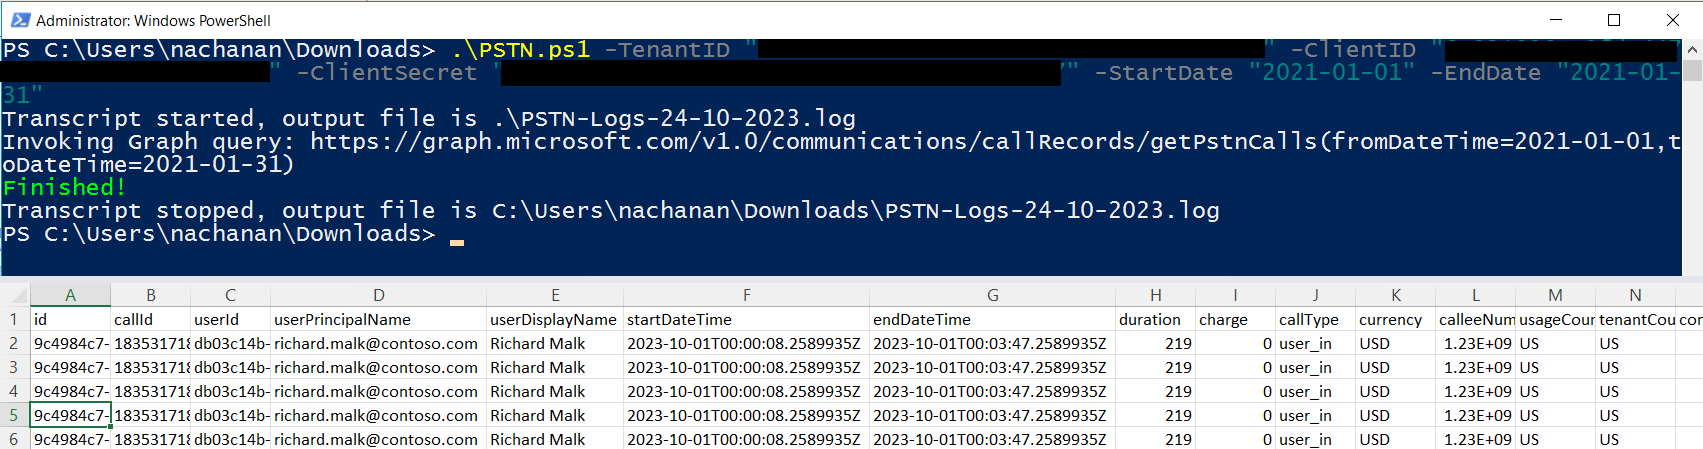 Administrator: Windows PowerShell
PS C:\Users\nachanan\Downloads> .\PSTN.ps1 -TenantID " " -ClientID "
" -ClientSecret " " -StartDate "2021-01-01" -EndDate "2021-01-
31"
Transcript started, output file is .\PSTN-Logs-24-10-2023.log
Invoking Graph query: https://graph.microsoft.com/v1.0/communications/callRecords/getPstnCalls(fromDateTime=2021-01-01,t
oDateTime=2021-01-31)
Finished!
Transcript stopped, output file is C:\Users\nachanan\Downloads\PSTN-Logs-24-10-2023.log
PS C:\Users\nachanan\Downloads>
A B C D E F G H I J K L M N
1 id callId userId userPrincipalName userDisplayName startDateTime endDateTime duration charge callType currency calleeNum usageCour tenantCou con
2 9c4984c7- 183531718 db03c14b- richard.malk@contoso.com Richard Malk 2023-10-01T00:00:08.2589935Z 2023-10-01T00:03:47.2589935Z 219 0 user_in USD 1.23E+09 US US
3 9c4984c7- 183531718 db03c14b- richard.malk@contoso.com Richard Malk 2023-10-01T00:00:08.2589935Z 2023-10-01T00:03:47.2589935Z 219 0 user_in USD 1.23E+09 US US
4 9c4984c7- 183531718 db03c14b- richard.malk@contoso.com Richard Malk 2023-10-01T00:00:08.2589935Z 2023-10-01T00:03:47.2589935Z 219 0 user_in USD 1.23E+09 US US
5 9c4984c7- 183531718 db03c14b- richard.malk@contoso.com Richard Malk 2023-10-01T00:00:08.2589935Z 2023-10-01T00:03:47.2589935Z 219 0 user_in USD 1.23E+09 US US
6 9c4984c7- 183531718 db03c14b- richard.malk@contoso.com Richard Malk 2023-10-01T00:00:08.2589935Z 2023-10-01T00:03:47.2589935Z 219 0 user_in USD 1.23E+09 US US